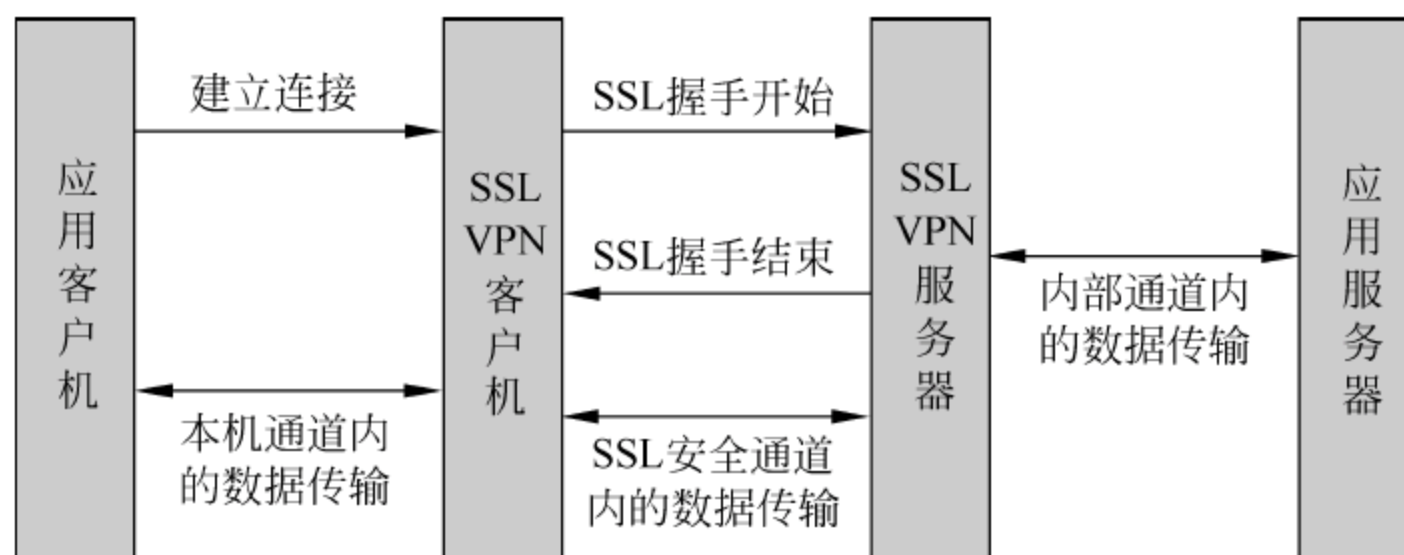 应用客户机
建立连接
本机通道内
的数据传输
SSL
VPN
客户机
SSL握手开始
SSL握手结束
SSL安全通道
内的数据传输
SSL
VPN
服务器
内部通道内
的数据传输
应用服务器